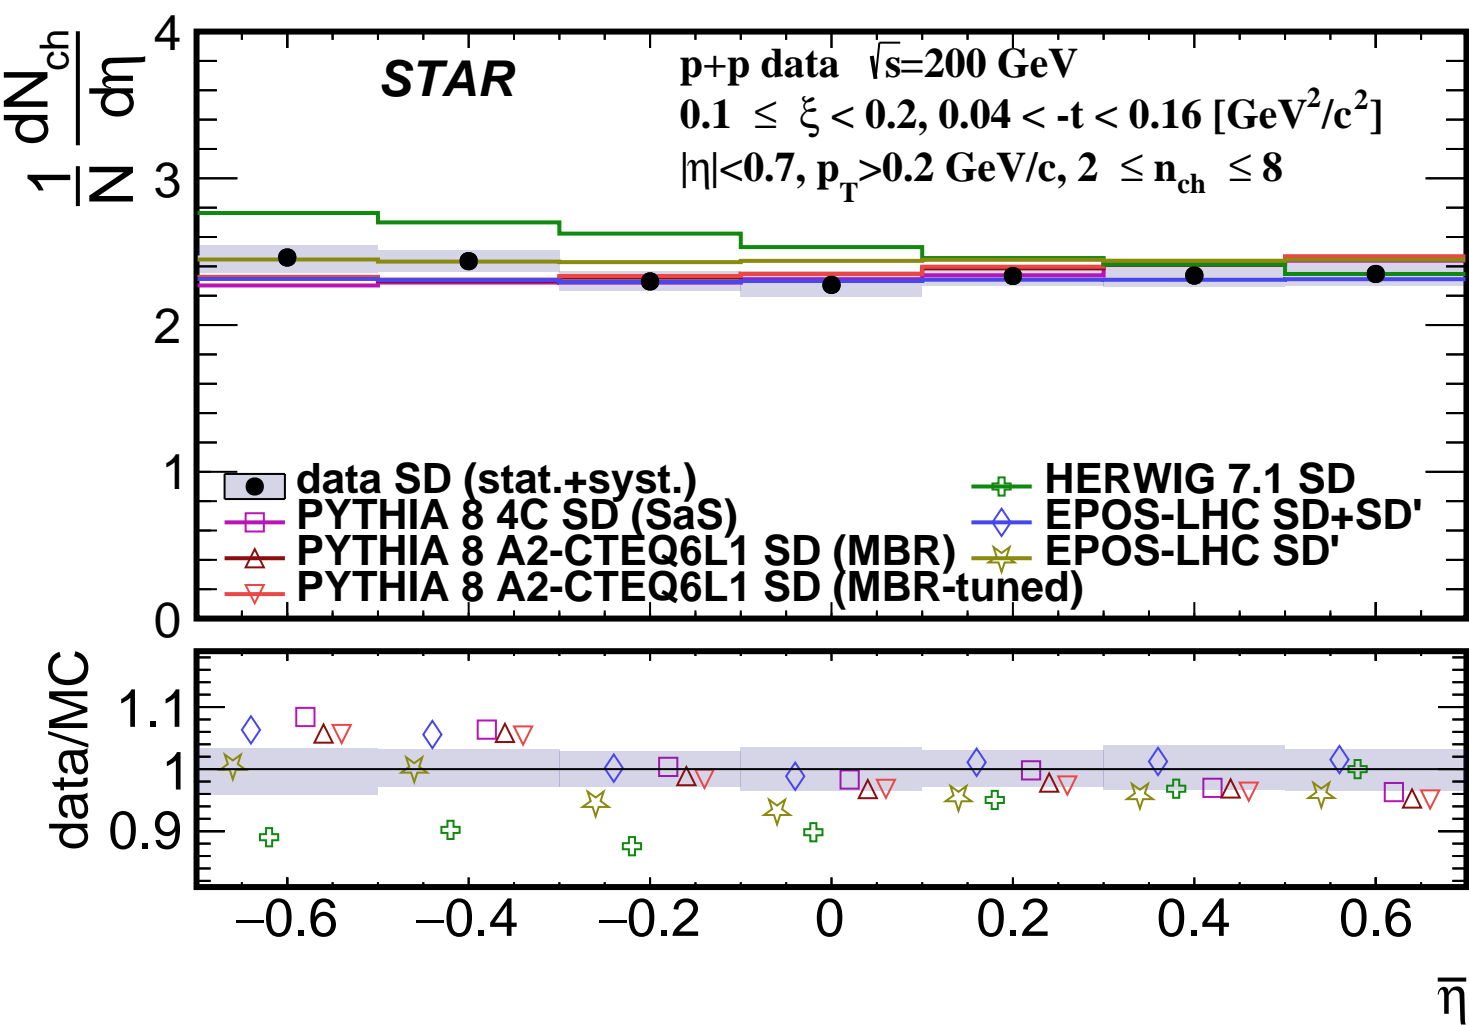 1/N dN_ch/dη
4
3
2
1
0
STAR
p+p data √s=200 GeV
0.1 ≤ ξ < 0.2, 0.04 < -t < 0.16 [GeV²/c²]
|η|<0.7, p_T>0.2 GeV/c, 2 ≤ n_ch ≤ 8
data SD (stat.+syst.)
PYTHIA 8 4C SD (SaS)
PYTHIA 8 A2-CTEQ6L1 SD (MBR)
PYTHIA 8 A2-CTEQ6L1 SD (MBR-tuned)
HERWIG 7.1 SD
EPOS-LHC SD+SD'
EPOS-LHC SD'
data/MC
1.1
1
0.9
−0.6 −0.4 −0.2 0 0.2 0.4 0.6
η̅